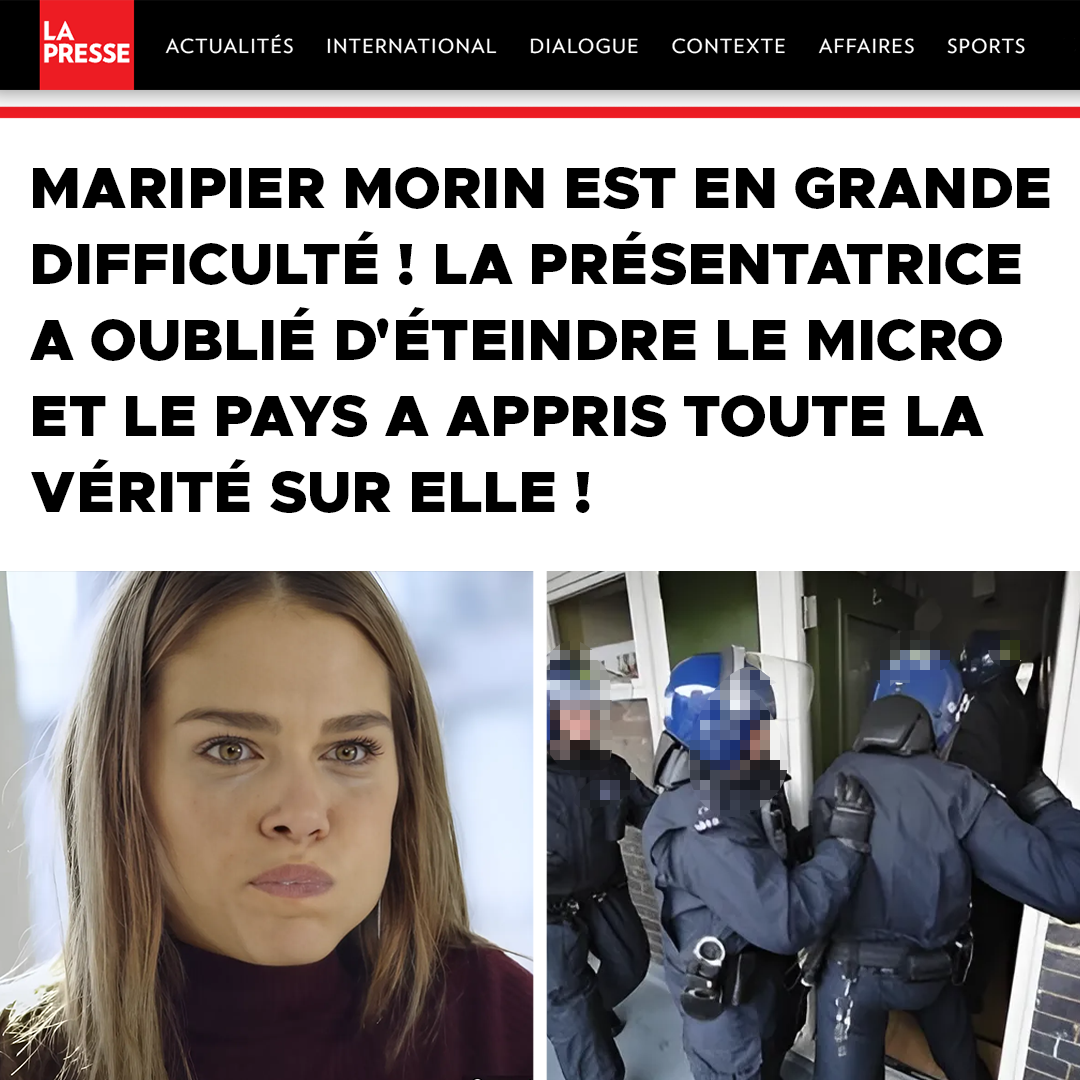 LA
PRESSE
ACTUALITÉS INTERNATIONAL DIALOGUE CONTEXTE AFFAIRES SPORTS
MARIPIER MORIN EST EN GRANDE
DIFFICULTÉ ! LA PRÉSENTATRICE
A OUBLIÉ D'ÉTEINDRE LE MICRO
ET LE PAYS A APPRIS TOUTE LA
VÉRITÉ SUR ELLE !